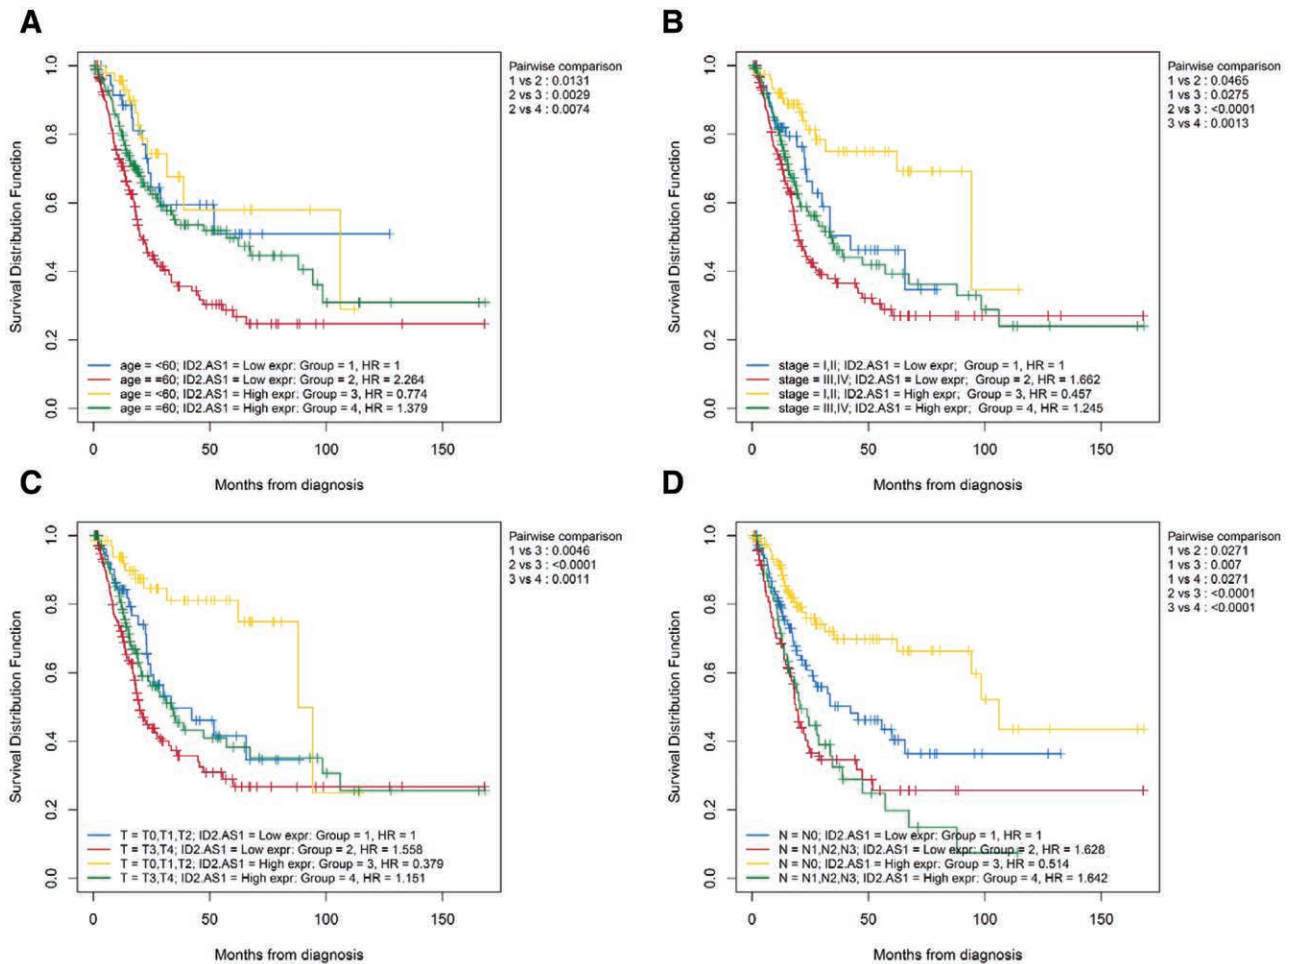 A
Survival Distribution Function
1.0
0.8
0.6
0.4
0.2
0.0
age = <60; ID2.AS1 = Low expr: Group = 1, HR = 1
age = =60; ID2.AS1 = Low expr: Group = 2, HR = 2.264
age = <60; ID2.AS1 = High expr: Group = 3, HR = 0.774
age = =60; ID2.AS1 = High expr: Group = 4, HR = 1.379
0 50 100 150
Months from diagnosis
Pairwise comparison
1 vs 2 : 0.0131
2 vs 3 : 0.0029
2 vs 4 : 0.0074
B
Survival Distribution Function
1.0
0.8
0.6
0.4
0.2
0.0
stage = I,II; ID2.AS1 = Low expr; Group = 1, HR = 1
stage = III,IV; ID2.AS1 = Low expr; Group = 2, HR = 1.662
stage = I,II; ID2.AS1 = High expr; Group = 3, HR = 0.457
stage = III,IV; ID2.AS1 = High expr; Group = 4, HR = 1.245
0 50 100 150
Months from diagnosis
Pairwise comparison
1 vs 2 : 0.0465
1 vs 3 : 0.0275
2 vs 3 : <0.0001
3 vs 4 : 0.0013
C
Survival Distribution Function
1.0
0.8
0.6
0.4
0.2
0.0
T = T0,T1,T2; ID2.AS1 = Low expr: Group = 1, HR = 1
T = T3,T4; ID2.AS1 = Low expr: Group = 2, HR = 1.558
T = T0,T1,T2; ID2.AS1 = High expr: Group = 3, HR = 0.379
T = T3,T4; ID2.AS1 = High expr: Group = 4, HR = 1.151
0 50 100 150
Months from diagnosis
Pairwise comparison
1 vs 3 : 0.0046
2 vs 3 : <0.0001
3 vs 4 : 0.0011
D
Survival Distribution Function
1.0
0.8
0.6
0.4
0.2
0.0
N = N0; ID2.AS1 = Low expr: Group = 1, HR = 1
N = N1,N2,N3; ID2.AS1 = Low expr: Group = 2, HR = 1.628
N = N0; ID2.AS1 = High expr: Group = 3, HR = 0.514
N = N1,N2,N3; ID2.AS1 = High expr: Group = 4, HR = 1.642
0 50 100 150
Months from diagnosis
Pairwise comparison
1 vs 2 : 0.0271
1 vs 3 : 0.007
1 vs 4 : 0.0271
2 vs 3 : <0.0001
3 vs 4 : <0.0001